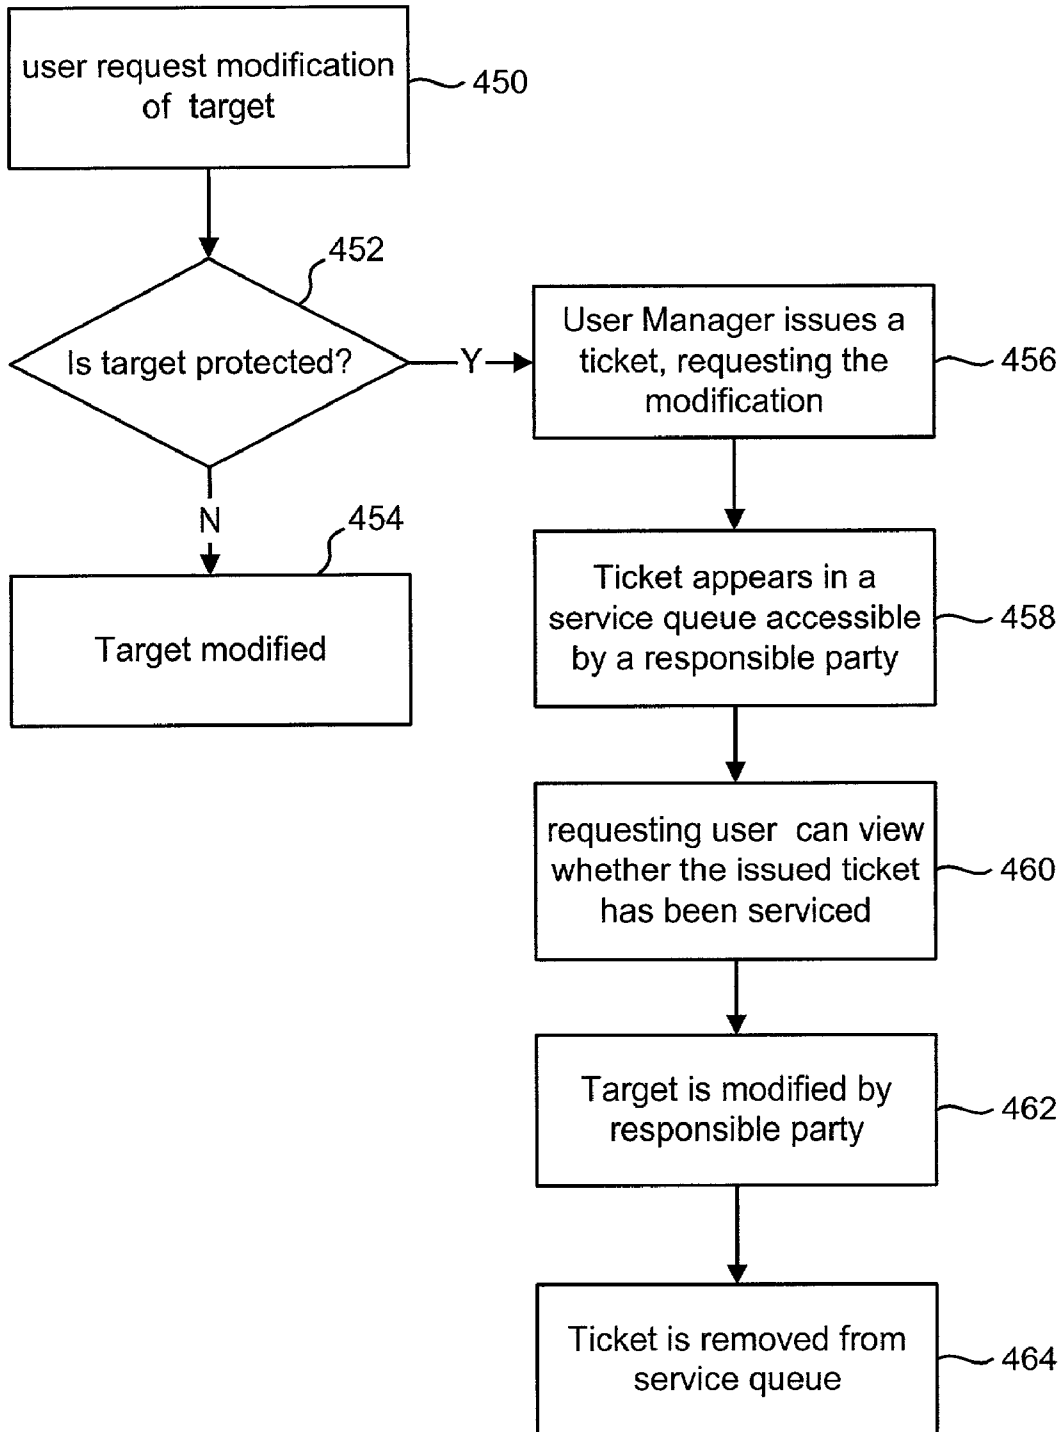 user request modification
of target
450
452
Is target protected?
Y
N
454
Target modified
User Manager issues a
ticket, requesting the
modification
456
Ticket appears in a
service queue accessible
by a responsible party
458
requesting user can view
whether the issued ticket
has been serviced
460
Target is modified by
responsible party
462
Ticket is removed from
service queue
464